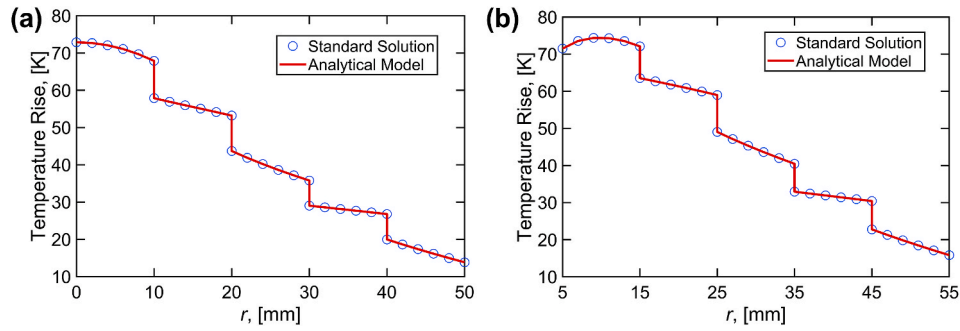 (a)
Temperature Rise, [K]
80
70
60
50
40
30
20
10
Standard Solution
Analytical Model
0 10 20 30 40 50
r, [mm]
(b)
Temperature Rise, [K]
80
70
60
50
40
30
20
10
Standard Solution
Analytical Model
5 15 25 35 45 55
r, [mm]